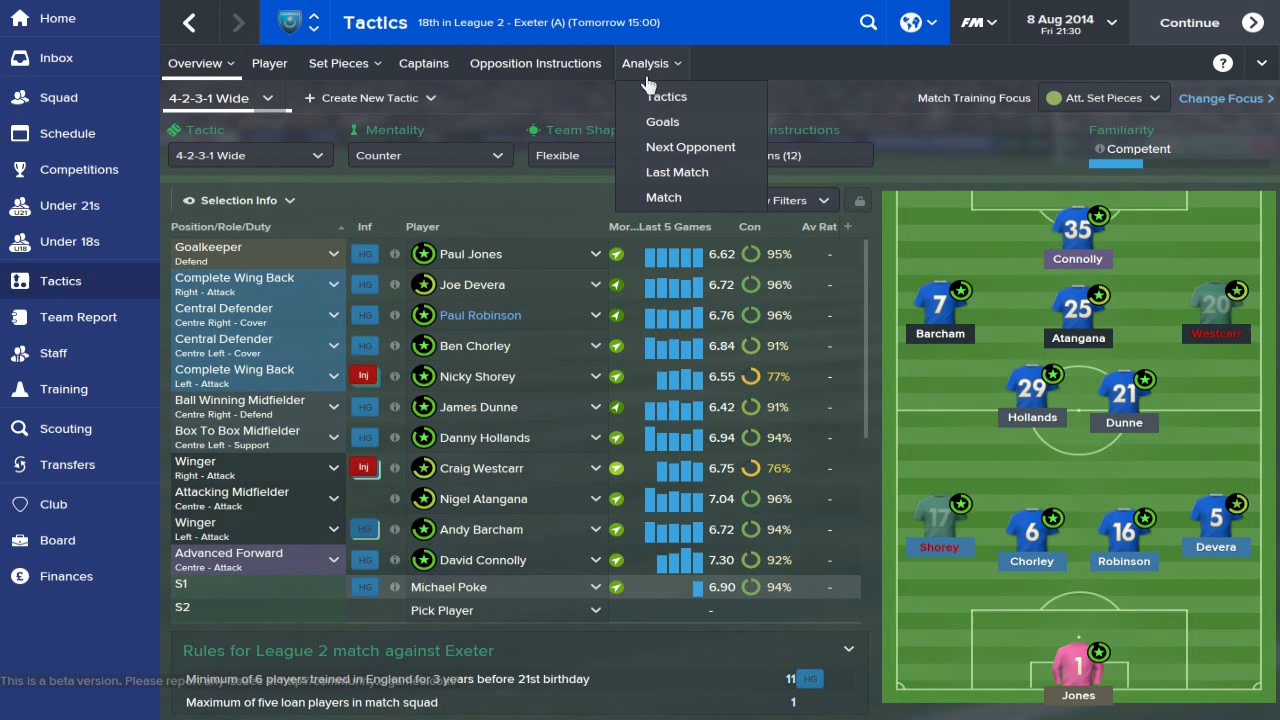 Home
Tactics
18th in League 2 - Exeter (A) (Tomorrow 15:00)
FM
8 Aug 2014
Fri 21:30
Continue
Inbox
Squad
Schedule
Competitions
U21
Under 21s
U18
Under 18s
Tactics
Team Report
Staff
Training
Scouting
Transfers
Club
Board
Finances
Overview
Player
Set Pieces
Captains
Opposition Instructions
Analysis
?
Tactics
Goals
Next Opponent
Last Match
Match
4-2-3-1 Wide
Create New Tactic
Match Training Focus
Att. Set Pieces
Change Focus >
Tactic
Mentality
Team Shap
nstructions
Familiarity
4-2-3-1 Wide
Counter
Flexible
ns (12)
Competent
Selection Info
Filters
Position/Role/Duty Inf Player Mor... Last 5 Games Con Av Rat +
Goalkeeper
Defend
HG Paul Jones 6.62 95% -
Complete Wing Back
Right - Attack
HG Joe Devera 6.72 96% -
Central Defender
Centre Right - Cover
HG Paul Robinson 6.76 96% -
Central Defender
Centre Left - Cover
HG Ben Chorley 6.84 91% -
Complete Wing Back
Left - Attack
Inj Nicky Shorey 6.55 77% -
Ball Winning Midfielder
Centre Right - Defend
HG James Dunne 6.42 91% -
Box To Box Midfielder
Centre Left - Support
HG Danny Hollands 6.94 94% -
Winger
Right - Attack
Inj Craig Westcarr 6.75 76% -
Attacking Midfielder
Centre - Attack
Nigel Atangana 7.04 96% -
Winger
Left - Attack
HG Andy Barcham 6.72 94% -
Advanced Forward
Centre - Attack
HG David Connolly 7.30 92% -
S1 HG Michael Poke 6.90 94% -
S2 Pick Player -
Rules for League 2 match against Exeter
Minimum 6 players trained in England for 3 years before 21st birthday 11 HG
Maximum of five loan players in match squad 1
This is a beta version. Please
35
Connolly
7
Barcham
25
Atangana
20
Westcarr
29
Hollands
21
Dunne
17
Shorey
6
Chorley
16
Robinson
5
Devera
1
Jones